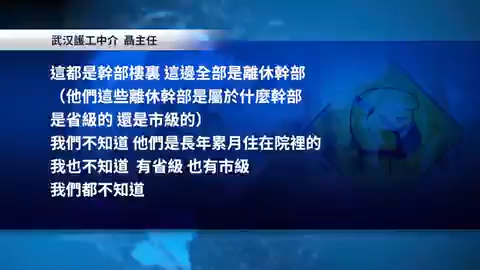 武汉護工中介 聶主任
這都是幹部樓裏 這邊全部是離休幹部
（他們這些離休幹部是屬於什麼幹部
是省級的 還是市級的）
我們不知道 他們是長年累月住在院裡的
我也不知道 有省級 也有市級
我們都不知道